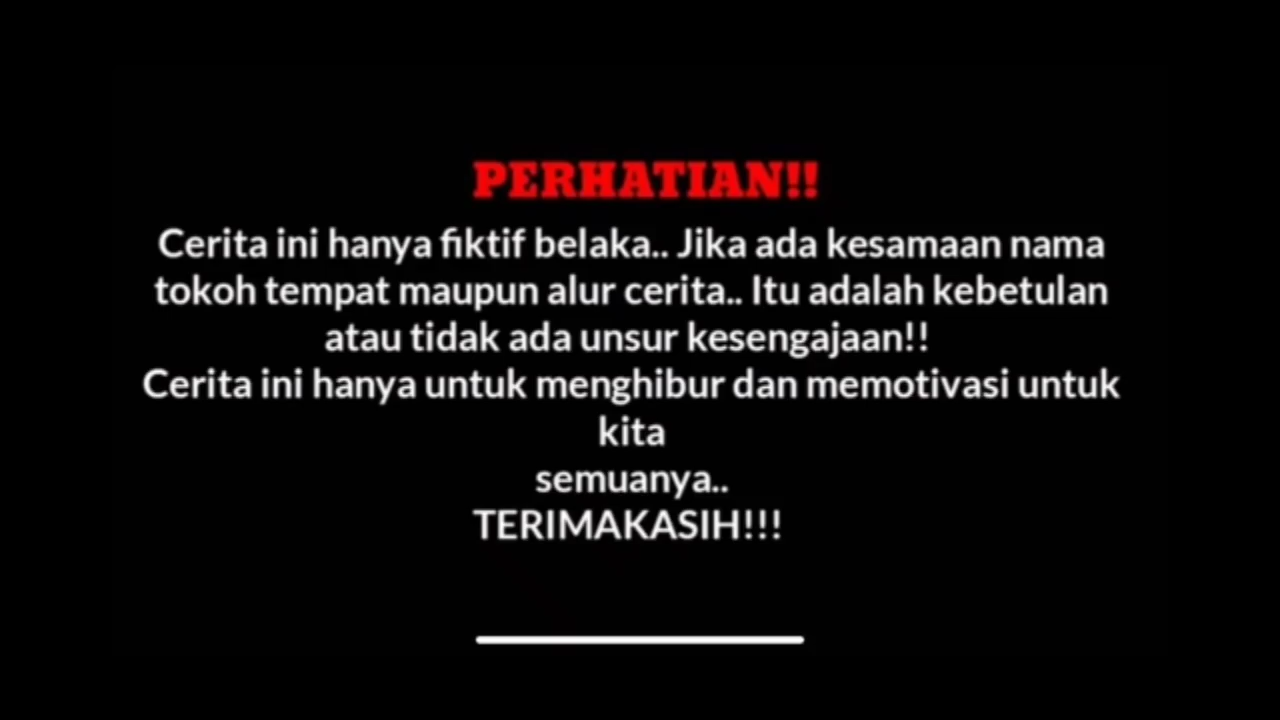 PERHATIAN!!
Cerita ini hanya fiktif belaka.. Jika ada kesamaan nama
tokoh tempat maupun alur cerita.. Itu adalah kebetulan
atau tidak ada unsur kesengajaan!!
Cerita ini hanya untuk menghibur dan memotivasi untuk
kita
semuanya..
TERIMAKASIH!!!